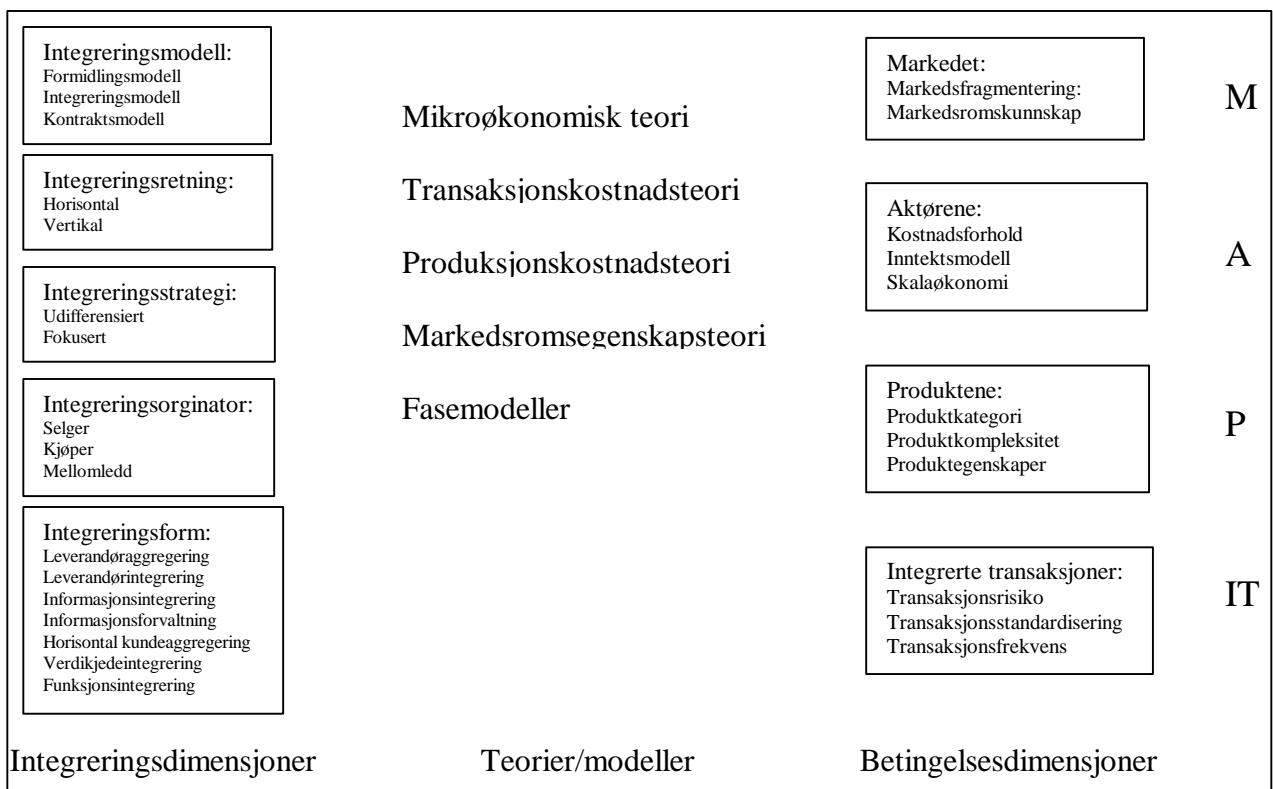 Integreringsmodell:
Formidlingsmodell
Integreringsmodell
Kontraktsmodell
Integreringsretning:
Horisontal
Vertikal
Integreringsstrategi:
Udifferensiert
Fokusert
Integreringsorginator:
Selger
Kjøper
Mellomledd
Integreringsform:
Leverandøraggregering
Leverandørintegrering
Informasjonsintegrering
Informasjonsforvaltning
Horisontal kundeaggregering
Verdikjedeintegrering
Funksjonsintegrering
Integreringsdimensjoner
Mikroøkonomisk teori
Transaksjonskostnadsteori
Produksjonskostnadsteori
Markedsromsegenskapsteori
Fasemodeller
Teorier/modeller
Markedet:
Markedsfragmentering:
Markedsromskunnskap
M
Aktørene:
Kostnadsforhold
Inntektsmodell
Skalaøkonomi
A
Produktene:
Produktkategori
Produktkompleksitet
Produktegenskaper
P
Integrerte transaksjoner:
Transaksjonsrisiko
Transaksjonsstandardisering
Transaksjonsfrekvens
IT
Betingelsesdimensjoner